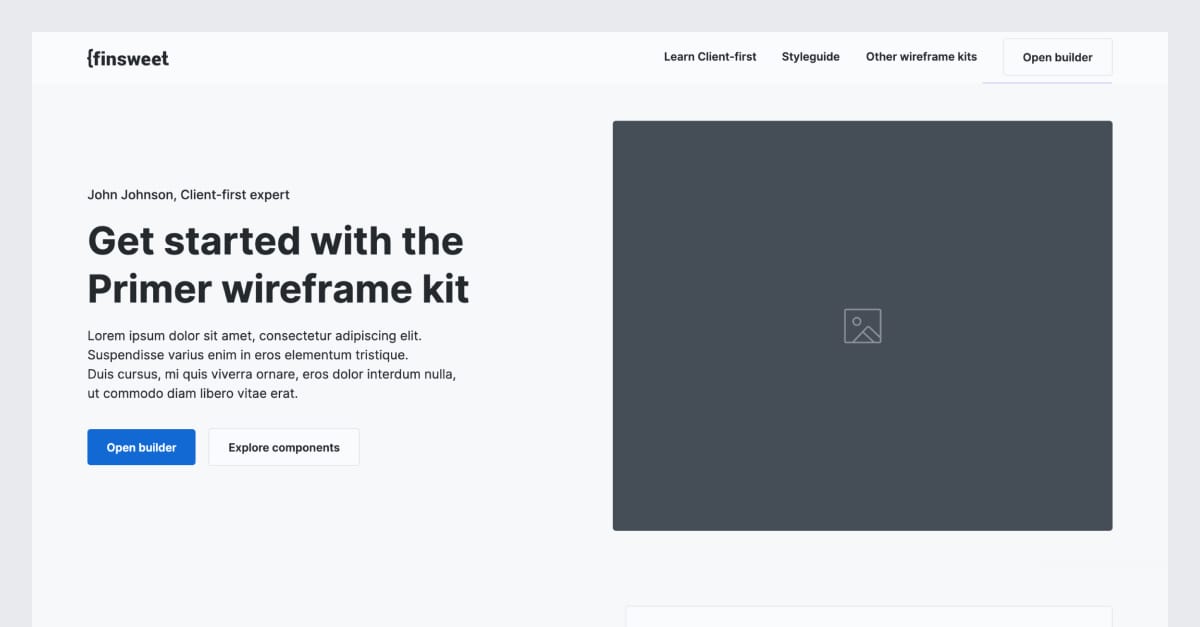 {finsweet
Learn Client-first
Styleguide
Other wireframe kits
Open builder
John Johnson, Client-first expert
Get started with the
Primer wireframe kit
Lorem ipsum dolor sit amet, consectetur adipiscing elit.
Suspendisse varius enim in eros elementum tristique.
Duis cursus, mi quis viverra ornare, eros dolor interdum nulla,
ut commodo diam libero vitae erat.
Open builder
Explore components